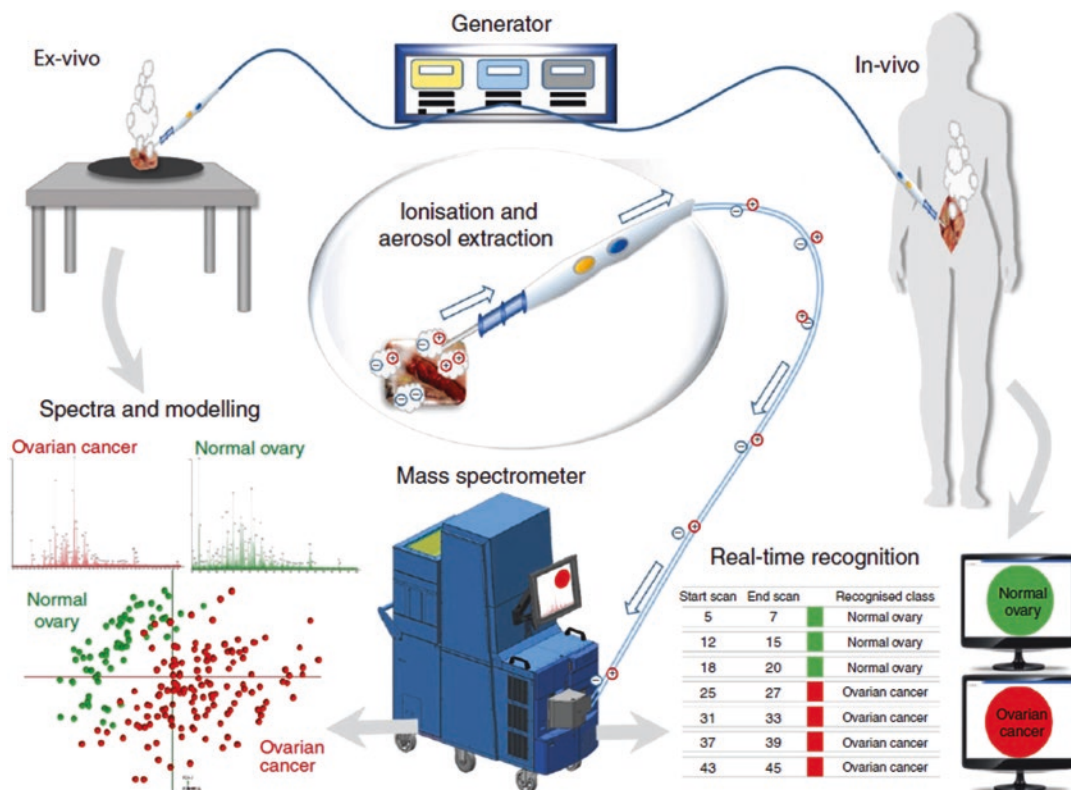 Generator
Ex-vivo
In-vivo
Ionisation and
aerosol extraction
Spectra and modelling
Ovarian cancer
Normal ovary
Normal
ovary
Ovarian
cancer
Mass spectrometer
Real-time recognition
Start scan End scan Recognised class
5 7 Normal ovary
12 15 Normal ovary
18 20 Normal ovary
25 27 Ovarian cancer
31 33 Ovarian cancer
37 39 Ovarian cancer
43 45 Ovarian cancer
Normal
ovary
Ovarian
cancer